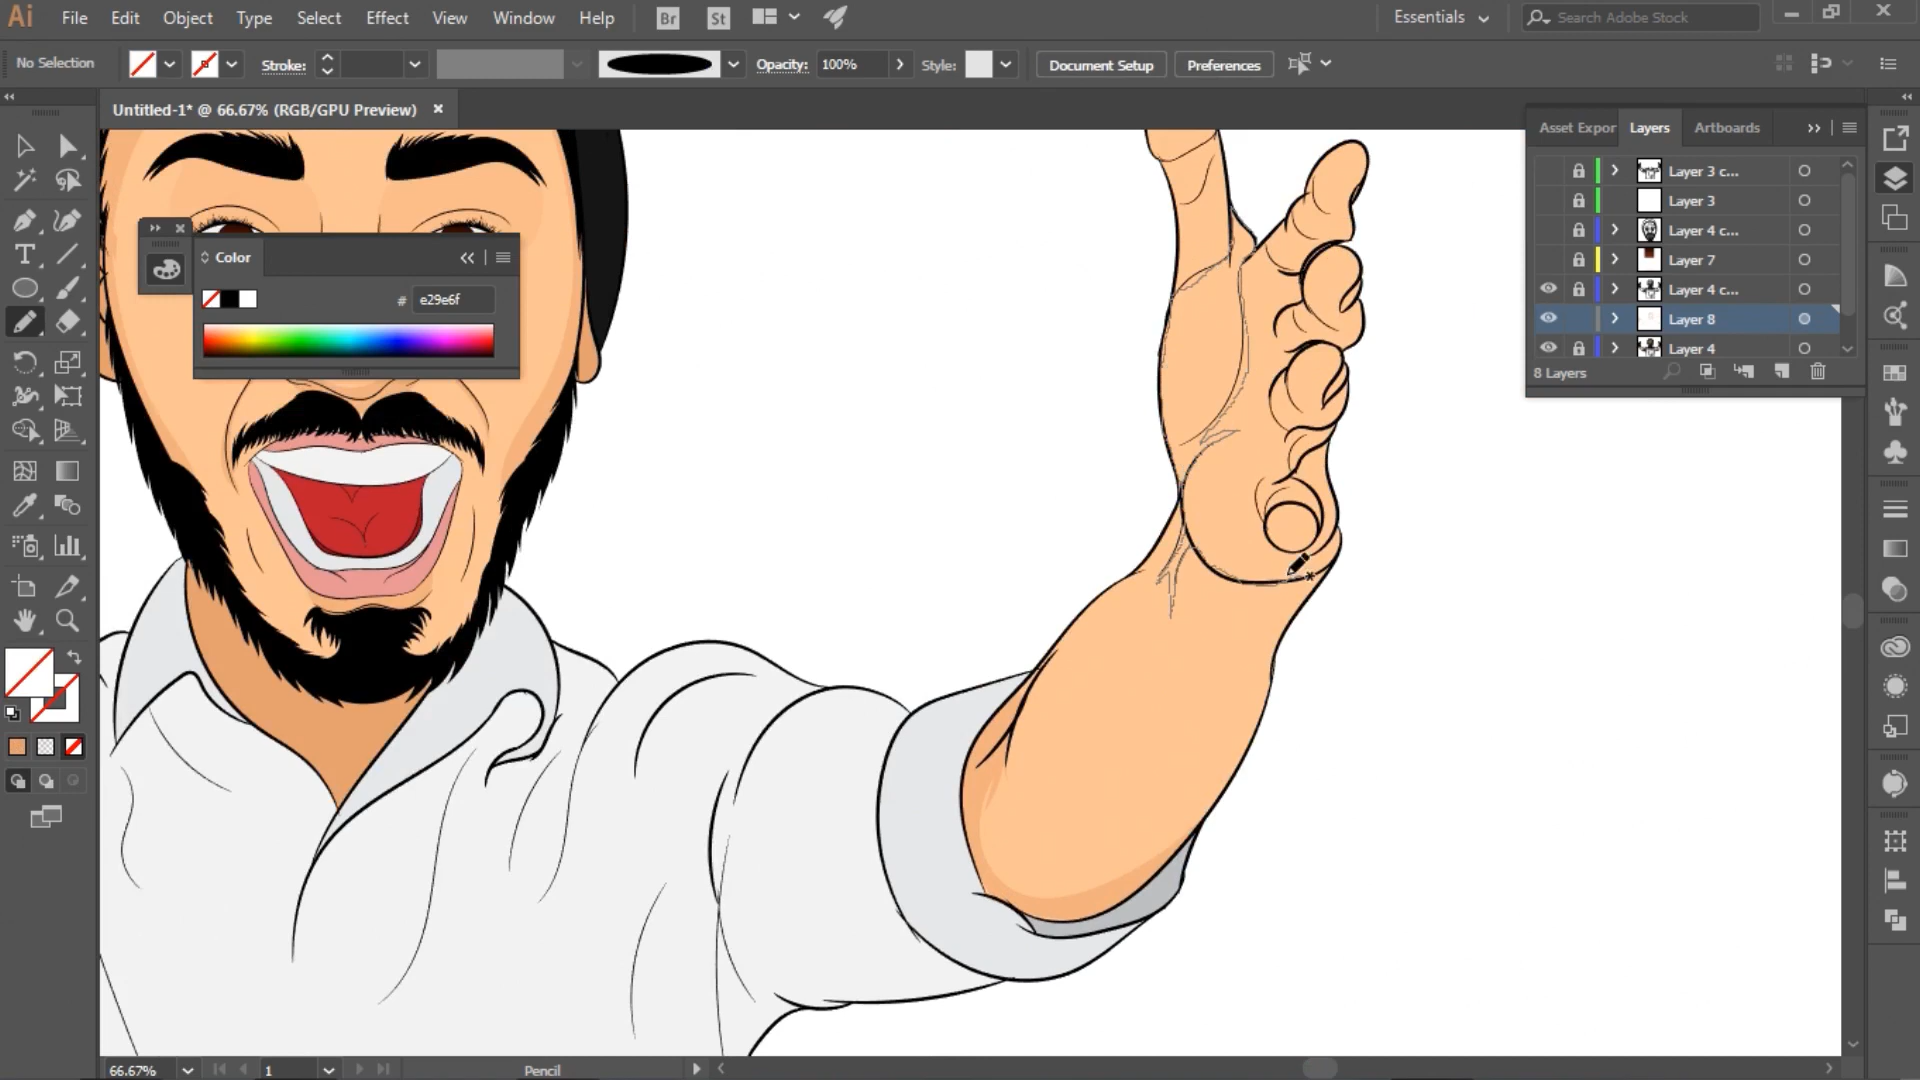 Ai File Edit Object Type Select Effect View Window Help Br St Essentials Search Adobe Stock
No Selection Stroke: Opacity: 100% Style: Document Setup Preferences
Untitled-1* @ 66.67% (RGB/GPU Preview)
Asset Expor Layers Artboards
Layer 3 c...
Layer 3
Layer 4 c...
Layer 7
Layer 4 c...
Layer 8
Layer 4
8 Layers
Color
# e29e6f
66.67% 1 Pencil